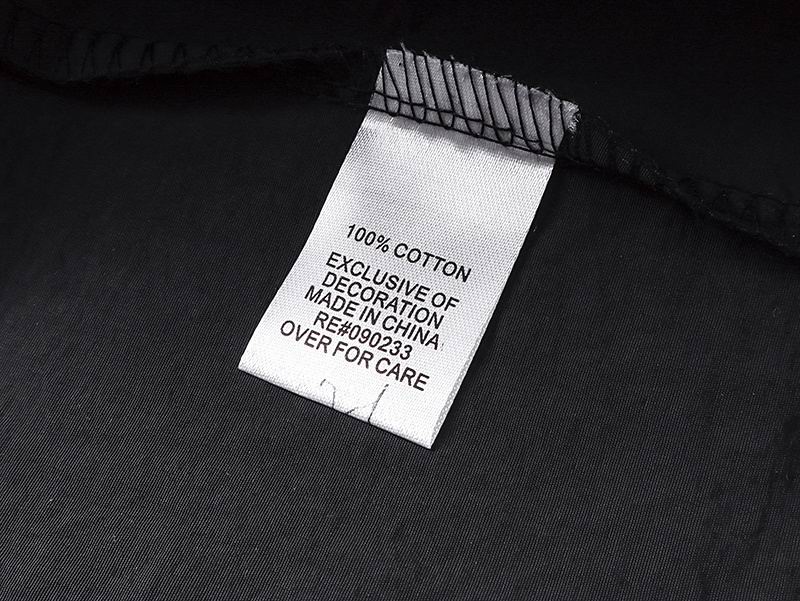 100% COTTON
EXCLUSIVE OF
DECORATION
MADE IN CHINA
RE#090233
OVER FOR CARE